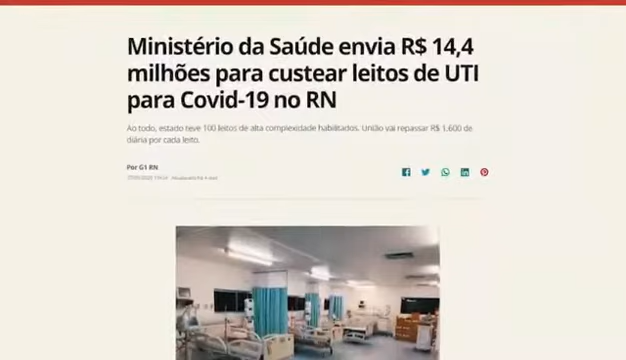 Ministério da Saúde envia R$ 14,4
milhões para custear leitos de UTI
para Covid-19 no RN
Ao todo, estado teve 100 leitos de alta complexidade habilitados. União vai repassar R$ 1.600 de
diária por cada leito.
Por G1 RN